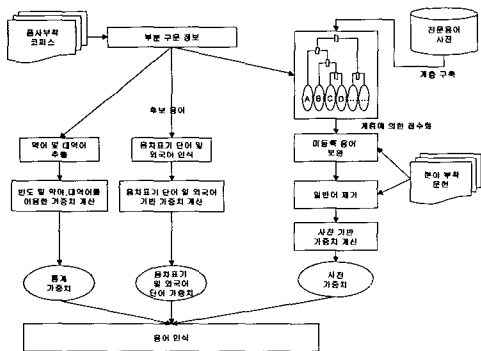 품사부착
코퍼스
부분 구문 정보
전문용어
사전
계층 구축
A B C D
후보 용어
계층에 의한 점수화
약어 및 대역어
추출
음차표기 단어 및
외국어 인식
미등록 용어
보완
빈도 및 약어,대역어를
이용한 가중치 계산
음차표기 단어 및 외국어
기반 가중치 계산
일반어 제거
분야 부착
문헌
사전 기반
가중치 계산
통계
가중치
음차표기
및 외국어
단어 가중치
사전
가중치
용어 인식